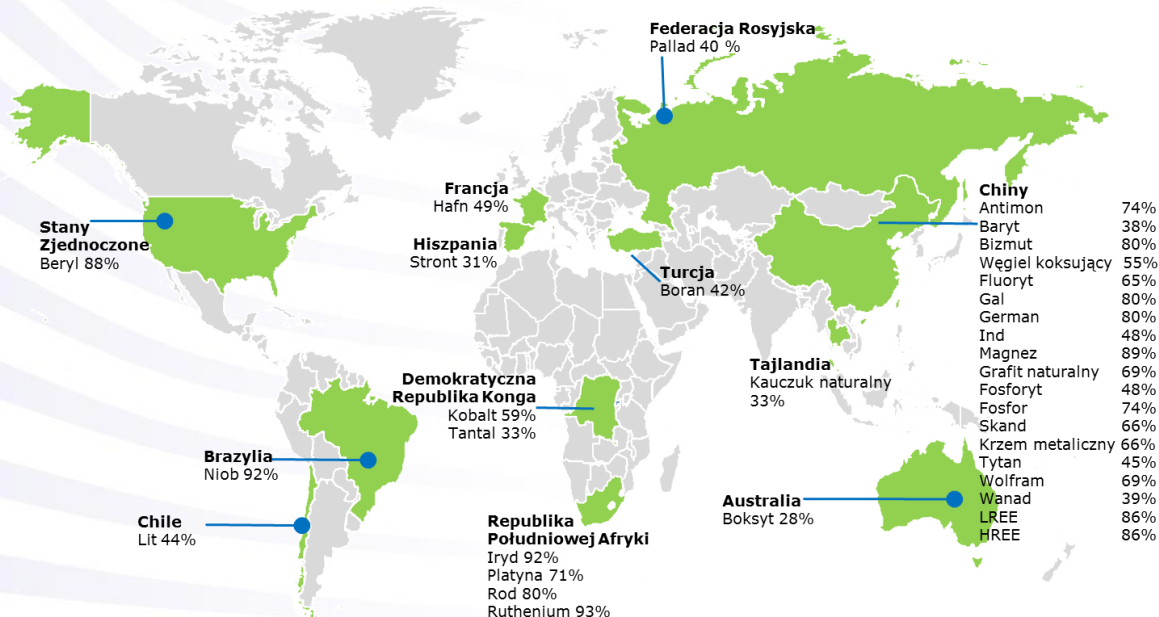 Federacja Rosyjska
Pallad 40 %
Francja
Hafn 49%
Hiszpania
Stront 31%
Stany
Zjednoczone
Beryl 88%
Turcja
Boran 42%
Chiny
Antimon 74%
Baryt 38%
Bizmut 80%
Węgiel koksujący 55%
Fluoryt 65%
Gal 80%
German 80%
Ind 48%
Magnez 89%
Grafit naturalny 69%
Fosforyt 48%
Fosfor 74%
Skand 66%
Krzem metaliczny 66%
Tytan 45%
Wolfram 69%
Wanad 39%
LREE 86%
HREE 86%
Tajlandia
Kauczuk naturalny
33%
Demokratyczna
Republika Konga
Kobalt 59%
Tantal 33%
Brazylia
Niob 92%
Chile
Lit 44%
Republika
Południowej Afryki
Iryd 92%
Platyna 71%
Rod 80%
Ruthenium 93%
Australia
Boksyt 28%